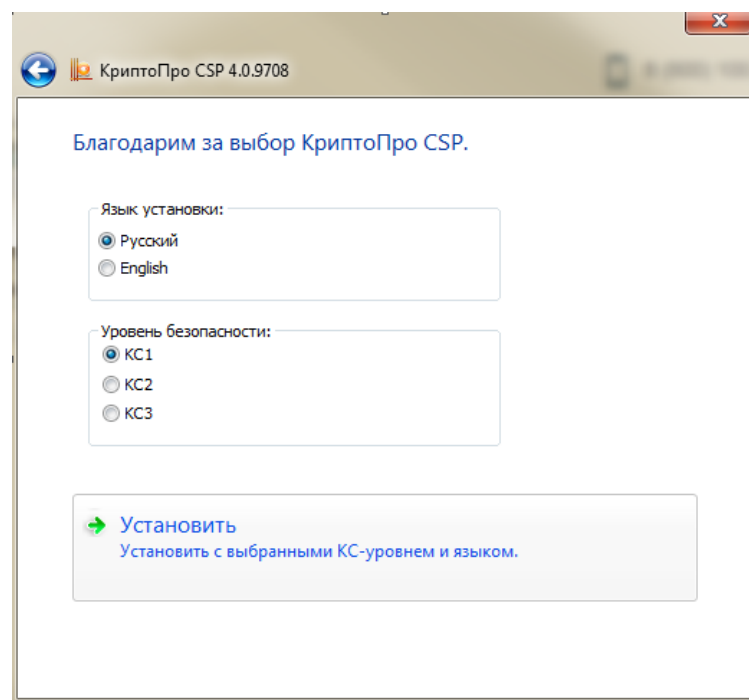 КриптоПро CSP 4.0.9708
Благодарим за выбор КриптоПро CSP.
Язык установки:
Русский
English
Уровень безопасности:
КС1
КС2
КС3
Установить
Установить с выбранными КС-уровнем и языком.